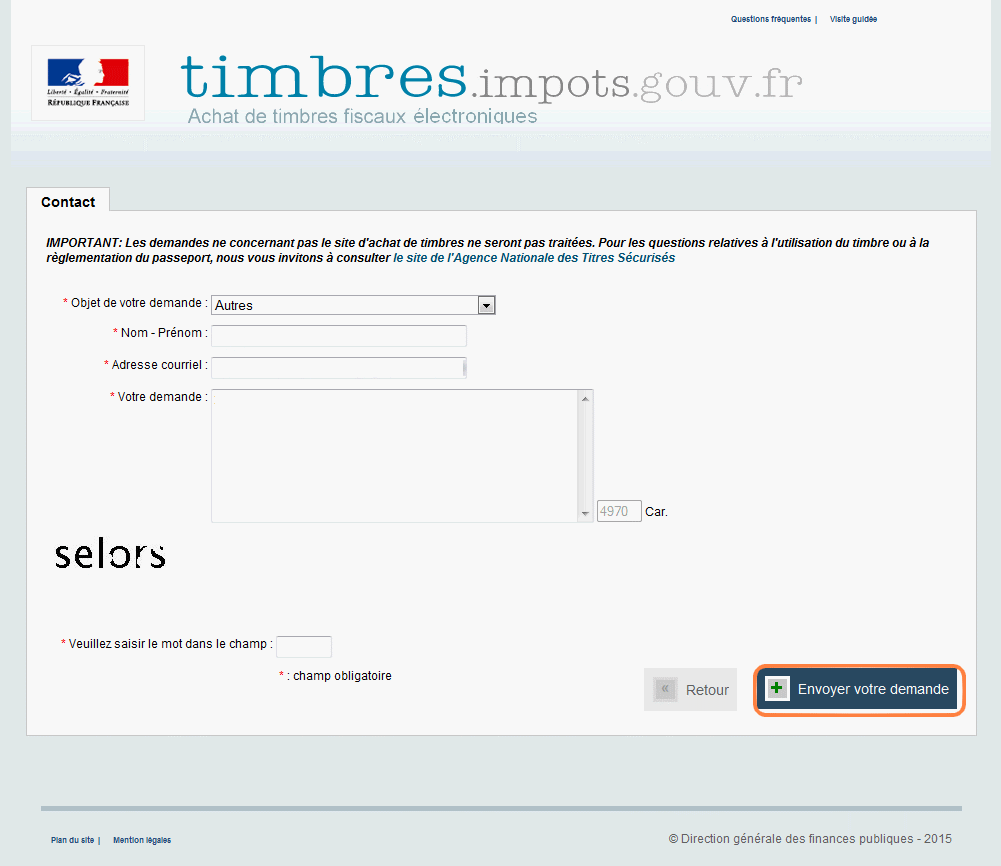 Questions fréquentes | Visite guidée
Liberté • Égalité • Fraternité
RÉPUBLIQUE FRANÇAISE
timbres.impots.gouv.fr
Achat de timbres fiscaux électroniques
Contact
IMPORTANT: Les demandes ne concernant pas le site d'achat de timbres ne seront pas traitées. Pour les questions relatives à l'utilisation du timbre ou à la
règlementation du passeport, nous vous invitons à consulter le site de l'Agence Nationale des Titres Sécurisés
* Objet de votre demande : Autres
* Nom - Prénom :
* Adresse courriel :
* Votre demande :
4970 Car.
selors
* Veuillez saisir le mot dans le champ :
* : champ obligatoire
« Retour
Envoyer votre demande
Plan du site | Mention légales
© Direction générale des finances publiques - 2015